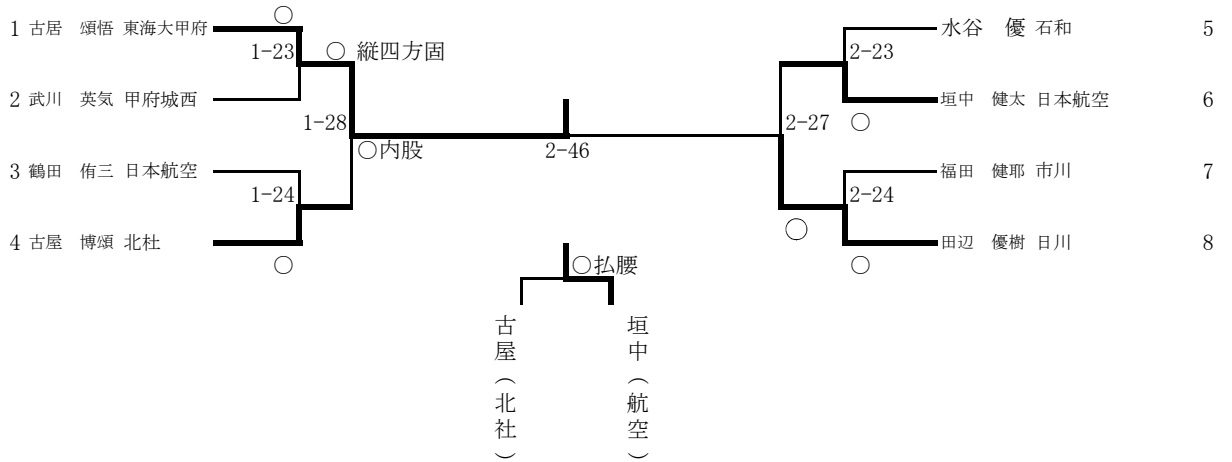 ○
1 古居 頌悟 東海大甲府
1-23
○ 縦四方固
2 武川 英気 甲府城西
1-28
○内股
3 鶴田 侑三 日本航空
1-24
4 古屋 博頌 北杜
○
2-46
水谷 優 石和 5
2-23
垣中 健太 日本航空 6
○
2-27
福田 健耶 市川 7
2-24
○
田辺 優樹 日川 8
○
○払腰
古屋(北社)
垣中(航空)